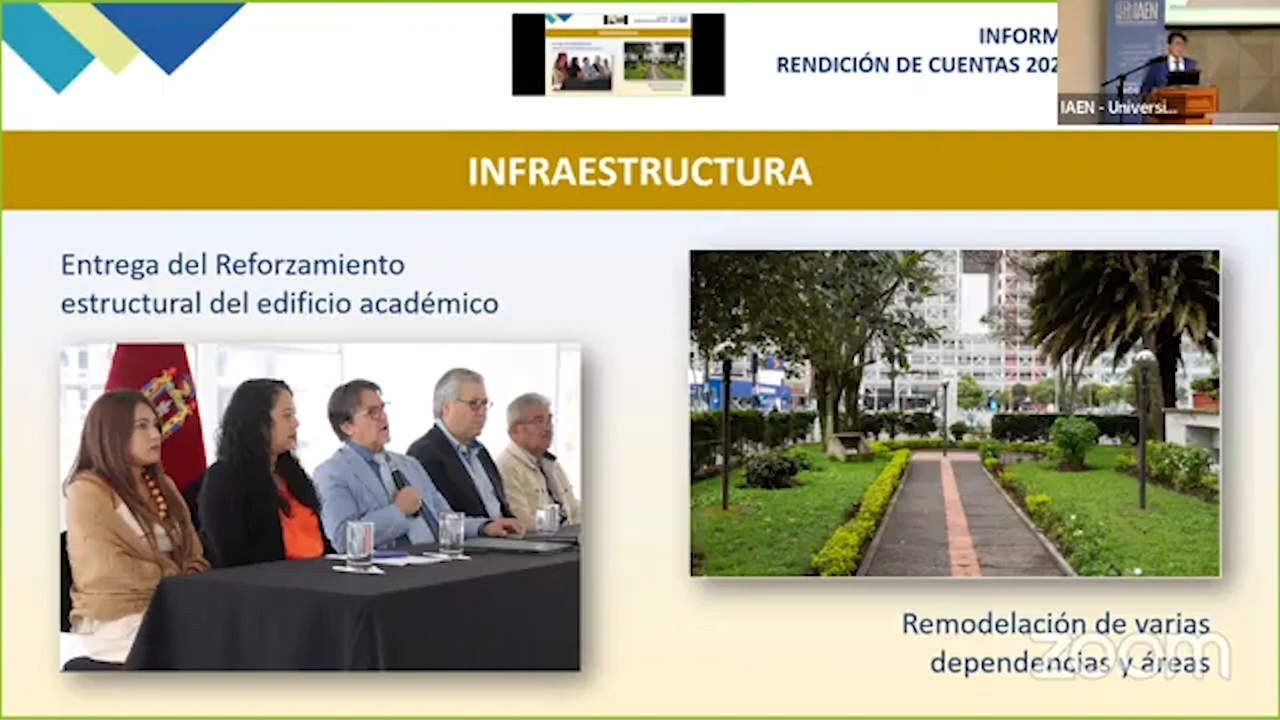 INFORM
RENDICIÓN DE CUENTAS 202
IAEN
IAEN - Universi...
INFRAESTRUCTURA
Entrega del Reforzamiento
estructural del edificio académico
Remodelación de varias
dependencias y áreas
zoom